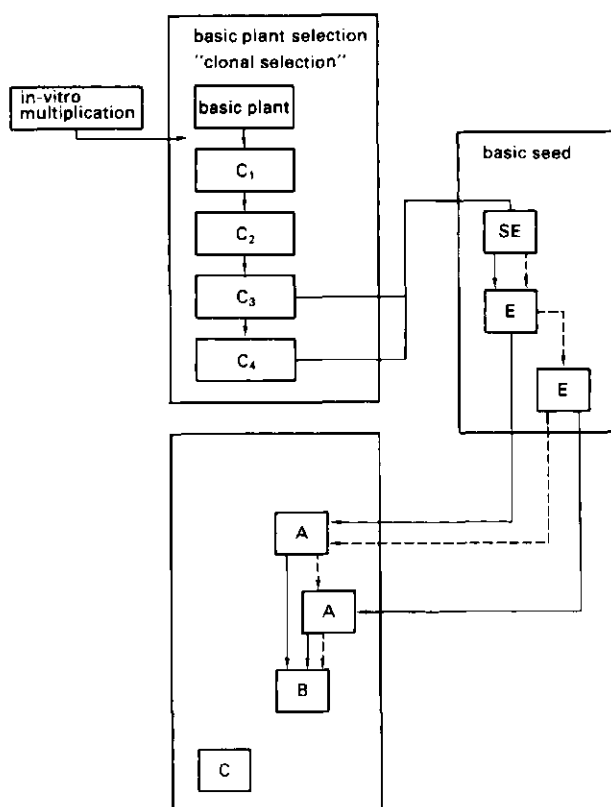 basic plant selection
"clonal selection"
in-vitro
multiplication
basic plant
C₁
C₂
C₃
C₄
basic seed
SE
E
E
A
A
B
C